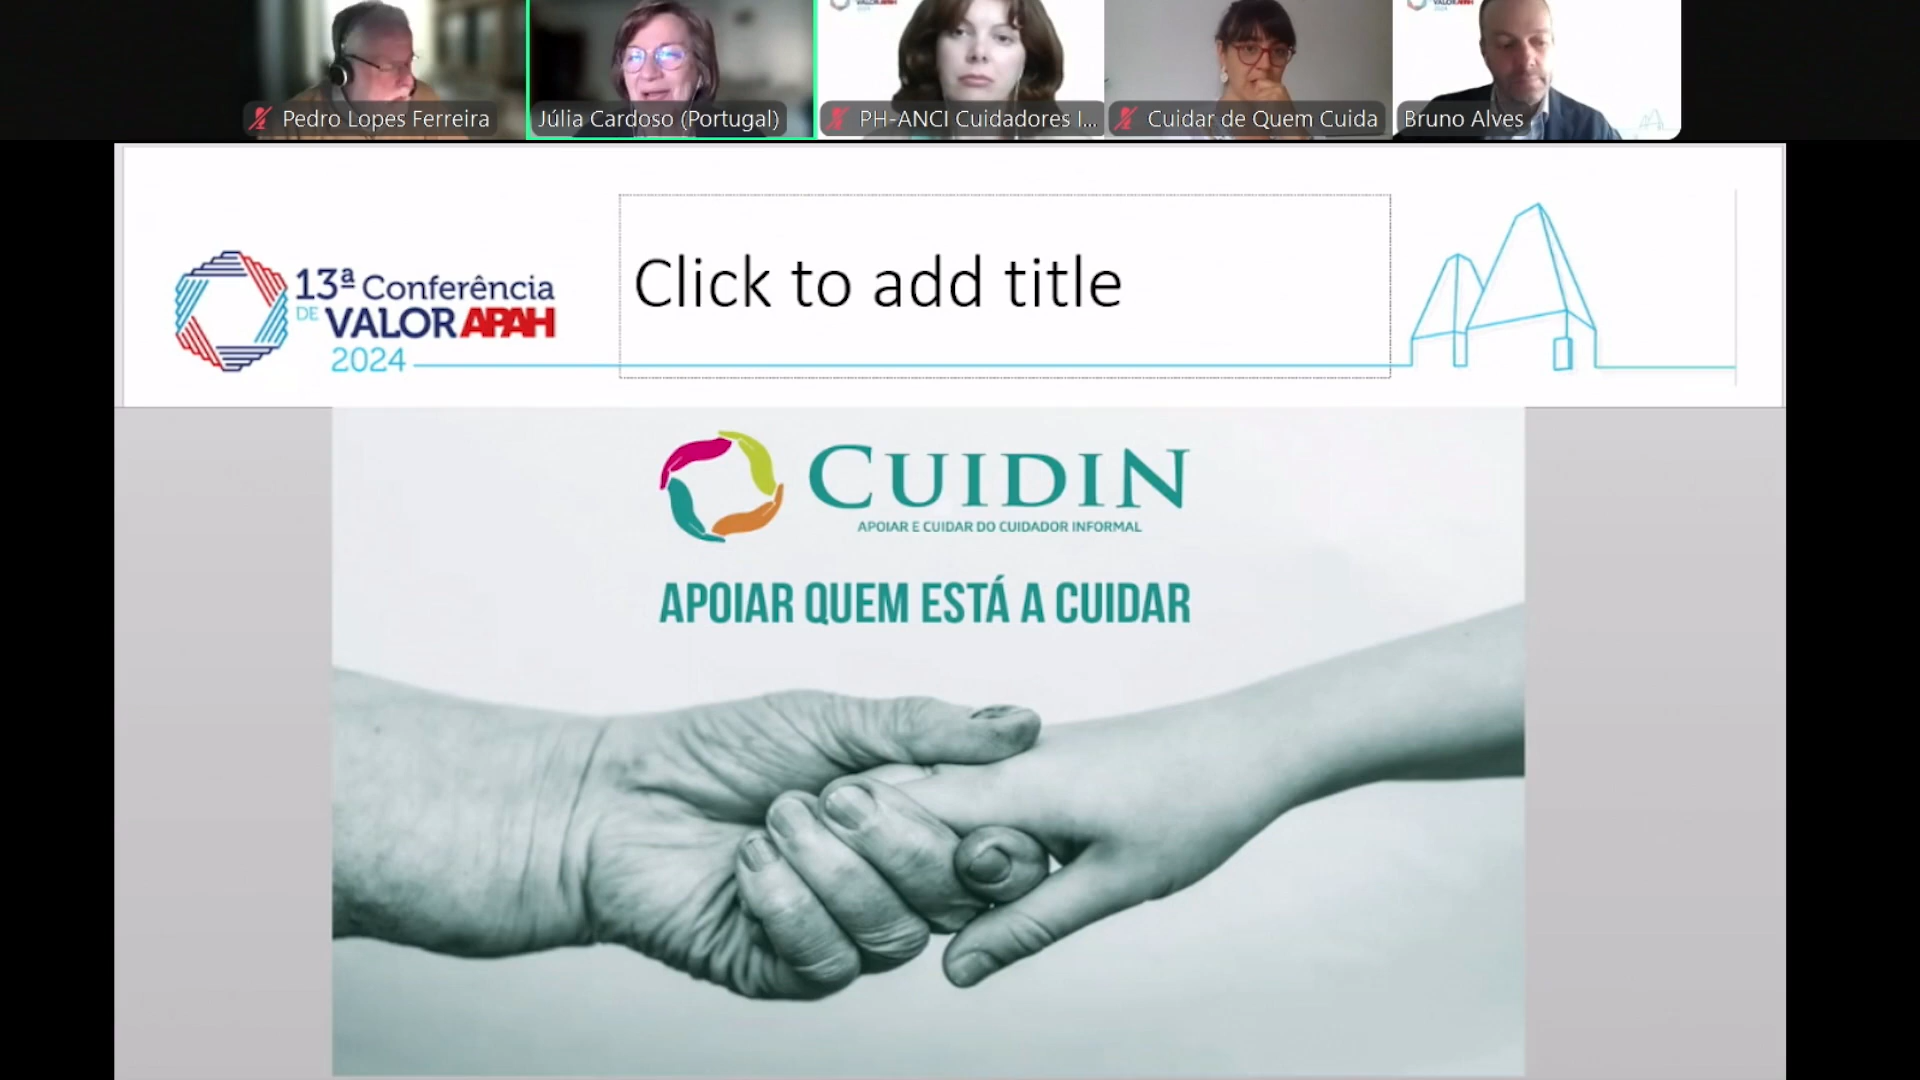 Pedro Lopes Ferreira
Júlia Cardoso (Portugal)
PH-ANCI Cuidadores I...
Cuidar de Quem Cuida
Bruno Alves
13ª Conferência
DE VALOR APAH
2024
Click to add title
CUIDIN
APOIAR E CUIDAR DO CUIDADOR INFORMAL
APOIAR QUEM ESTÁ A CUIDAR